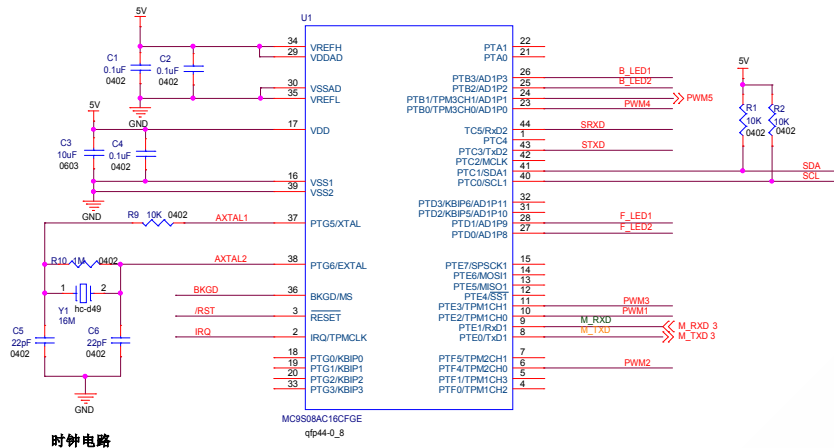 U1
5V
34 VREFH
29 VDDAD
C1 0.1uF 0402
C2 0.1uF 0402
30 VSSAD
35 VREFL
GND
5V
17 VDD
C3 10uF 0603
C4 0.1uF 0402
16 VSS1
39 VSS2
GND
R9 10K 0402 AXTAL1 37 PTG5/XTAL
R10 1M 0402 AXTAL2 38 PTG6/EXTAL
1 2
hc-d49
Y1
16M
BKGD 36 BKGD/MS
/RST 3 RESET
IRQ 2 IRQ/TPMCLK
C5 22pF 0402
C6 22pF 0402
GND
18 PTG0/KBIP0
19 PTG1/KBIP1
20 PTG2/KBIP2
33 PTG3/KBIP3
PTA1 22
PTA0 21
PTB3/AD1P3 26 B_LED1
PTB2/AD1P2 25 B_LED2
PTB1/TPM3CH1/AD1P1 24 PWM5
PTB0/TPM3CH0/AD1P0 23 PWM4
TC5/RxD2 44 SRXD
PTC4 1
PTC3/TxD2 43 STXD
PTC2/MCLK 42
PTC1/SDA1 41 SDA
PTC0/SCL1 40 SCL
5V
R1 10K 0402
R2 10K 0402
PTD3/KBIP6/AD1P11 32
PTD2/KBIP5/AD1P10 31
PTD1/AD1P9 28 F_LED1
PTD0/AD1P8 27 F_LED2
PTE7/SPSCK1 15
PTE6/MOSI1 14
PTE5/MISO1 13
PTE4/SS1 12
PTE3/TPM1CH1 11 PWM3
PTE2/TPM1CH0 10 PWM1
PTE1/RxD1 9 M_RXD M_RXD 3
PTE0/TxD1 8 M_TXD M_TXD 3
PTF5/TPM2CH1 7
PTF4/TPM2CH0 6 PWM2
PTF1/TPM1CH3 5
PTF0/TPM1CH2 4
MC9S08AC16CFGE
qfp44-0_8
时钟电路